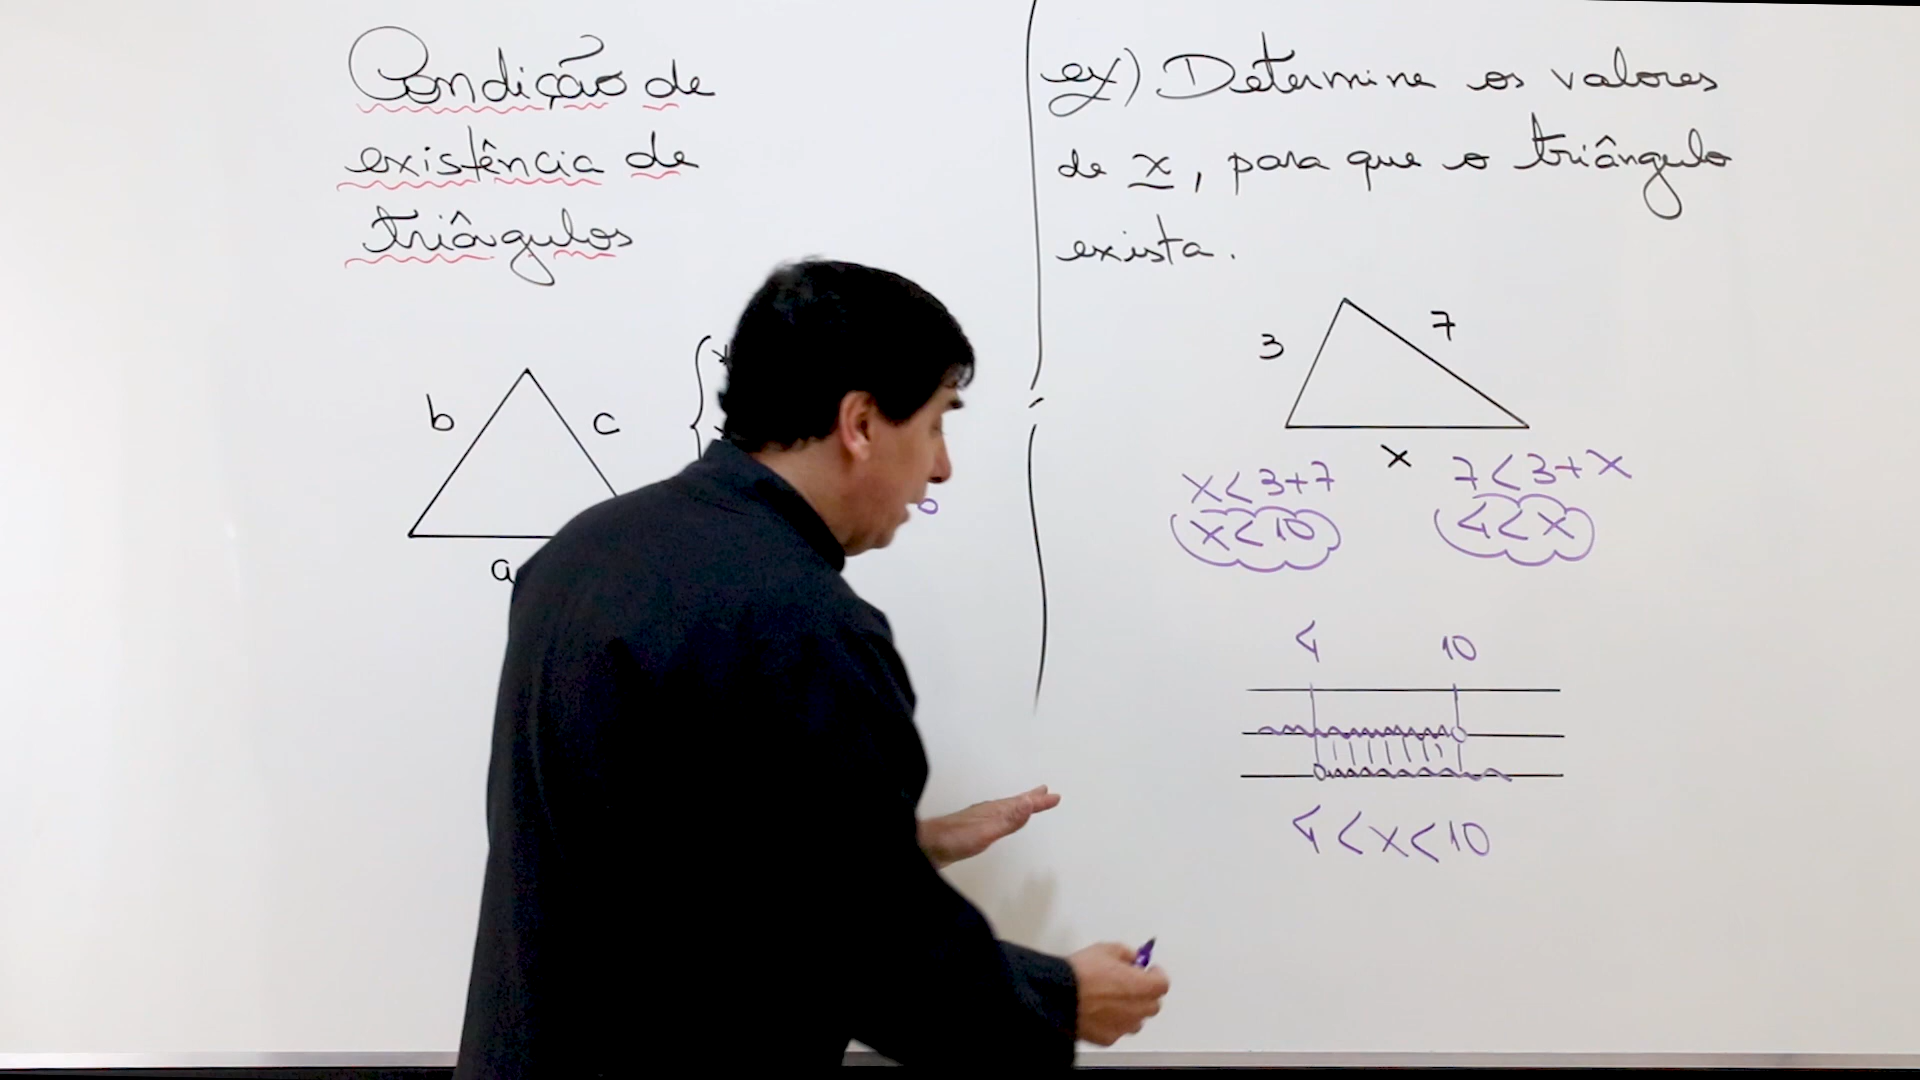 Condição de
existência de
triângulos
b
c
a
ex) Determine os valores
de x, para que o triângulo
exista.
3
7
x
x<3+7
x<10
7<3+x
4<x
4 10
4<x<10